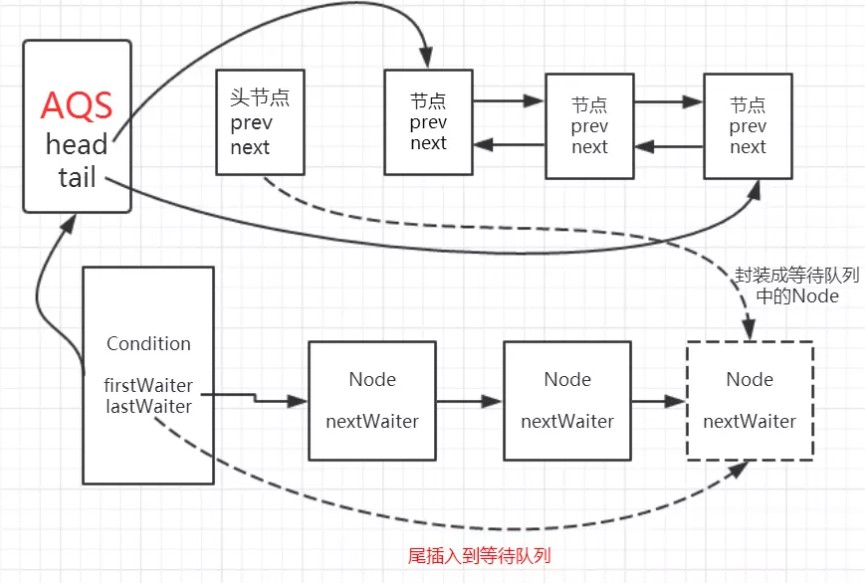 AQS
head
tail
头节点
prev
next
节点
prev
next
节点
prev
next
节点
prev
next
封装成等待队列
中的Node
Condition
firstWaiter
lastWaiter
Node
nextWaiter
Node
nextWaiter
Node
nextWaiter
尾插入到等待队列